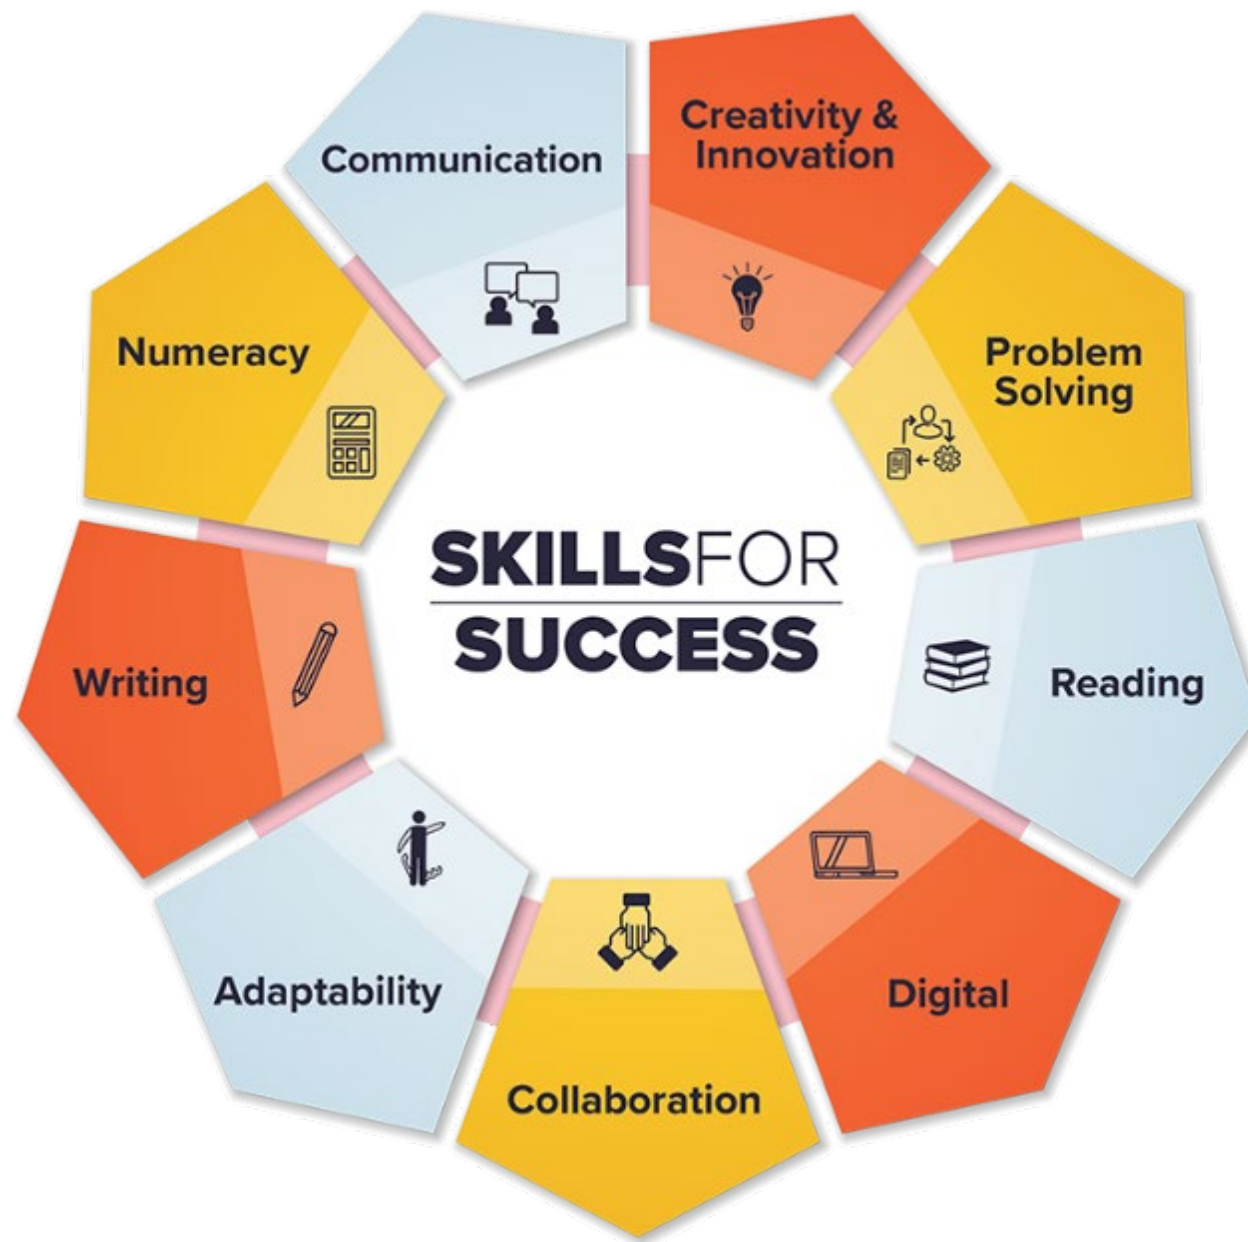 Communication
Creativity &
Innovation
Numeracy
Problem
Solving
SKILLSFOR
SUCCESS
Writing
Reading
Adaptability
Digital
Collaboration